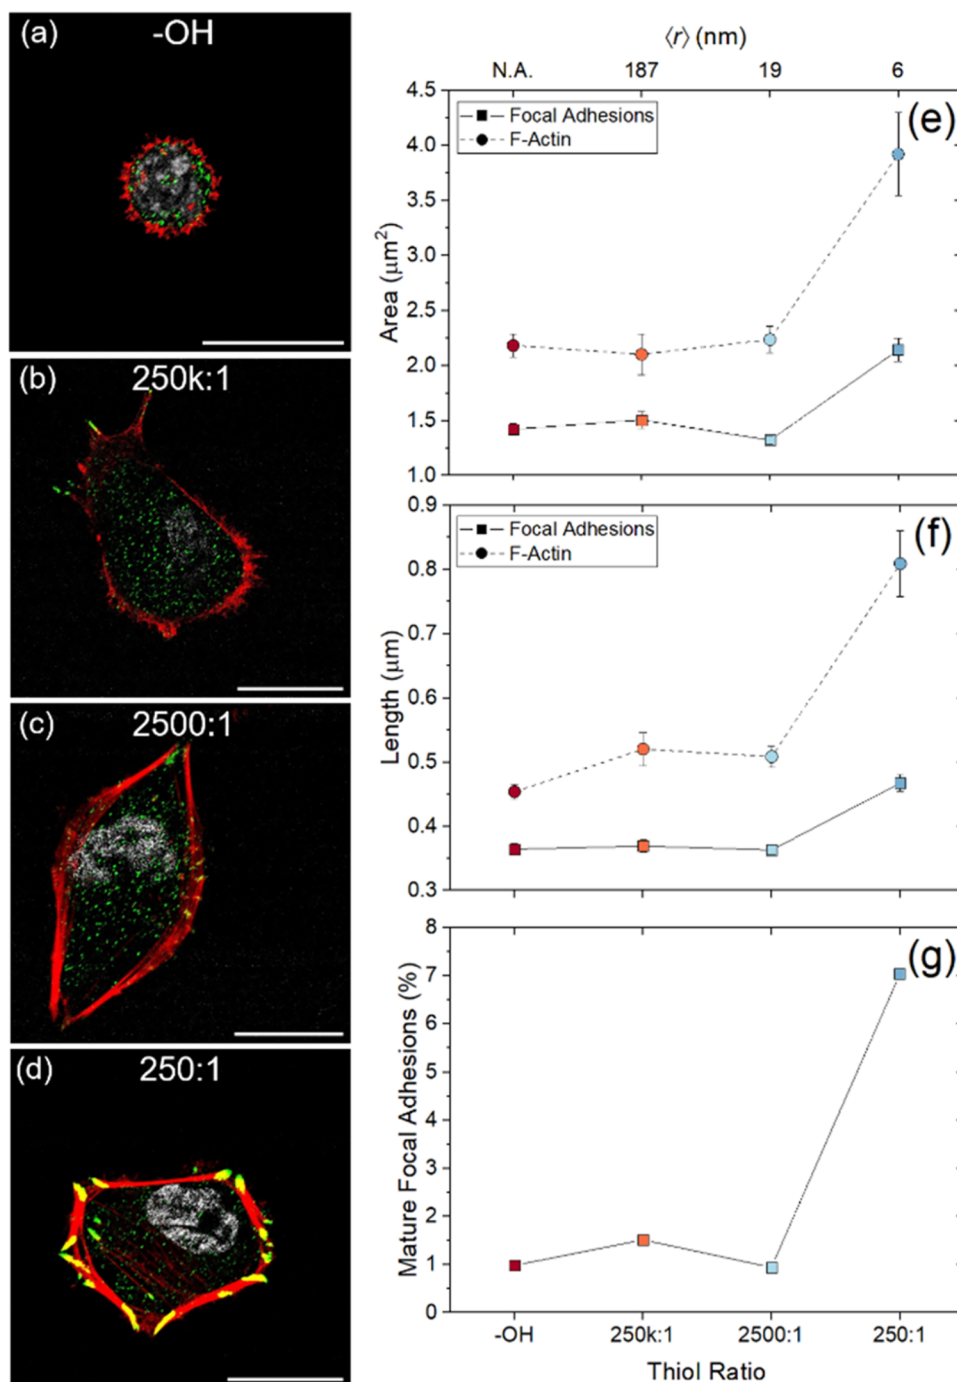 (a)
-OH
(b)
250k:1
(c)
2500:1
(d)
250:1
⟨r⟩ (nm)
N.A. 187 19 6
(e)
Focal Adhesions
F-Actin
4.5
4.0
3.5
3.0
2.5
2.0
1.5
1.0
Area (μm²)
(f)
Focal Adhesions
F-Actin
0.9
0.8
0.7
0.6
0.5
0.4
0.3
Length (μm)
(g)
8
7
6
5
4
3
2
1
0
Mature Focal Adhesions (%)
-OH 250k:1 2500:1 250:1
Thiol Ratio